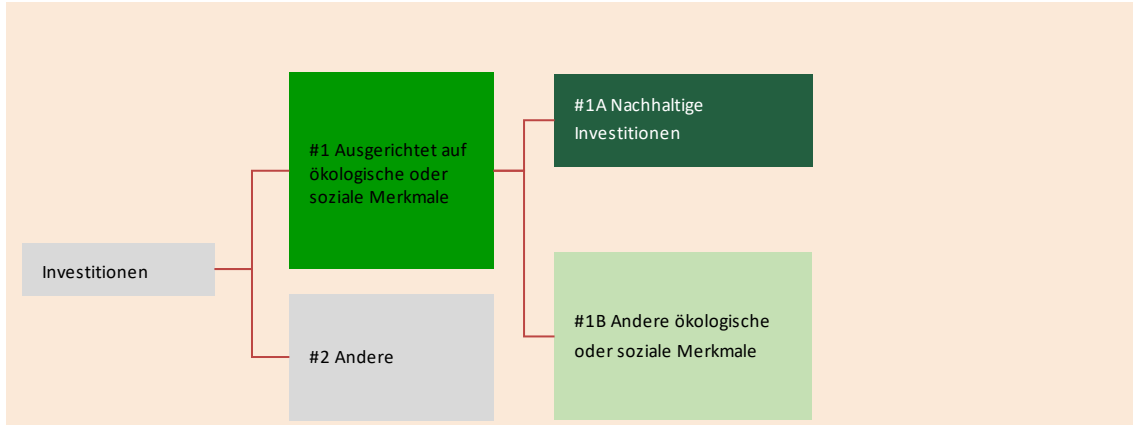 #1A Nachhaltige
Investitionen
#1 Ausgerichtet auf
ökologische oder
soziale Merkmale
Investitionen
#1B Andere ökologische
oder soziale Merkmale
#2 Andere